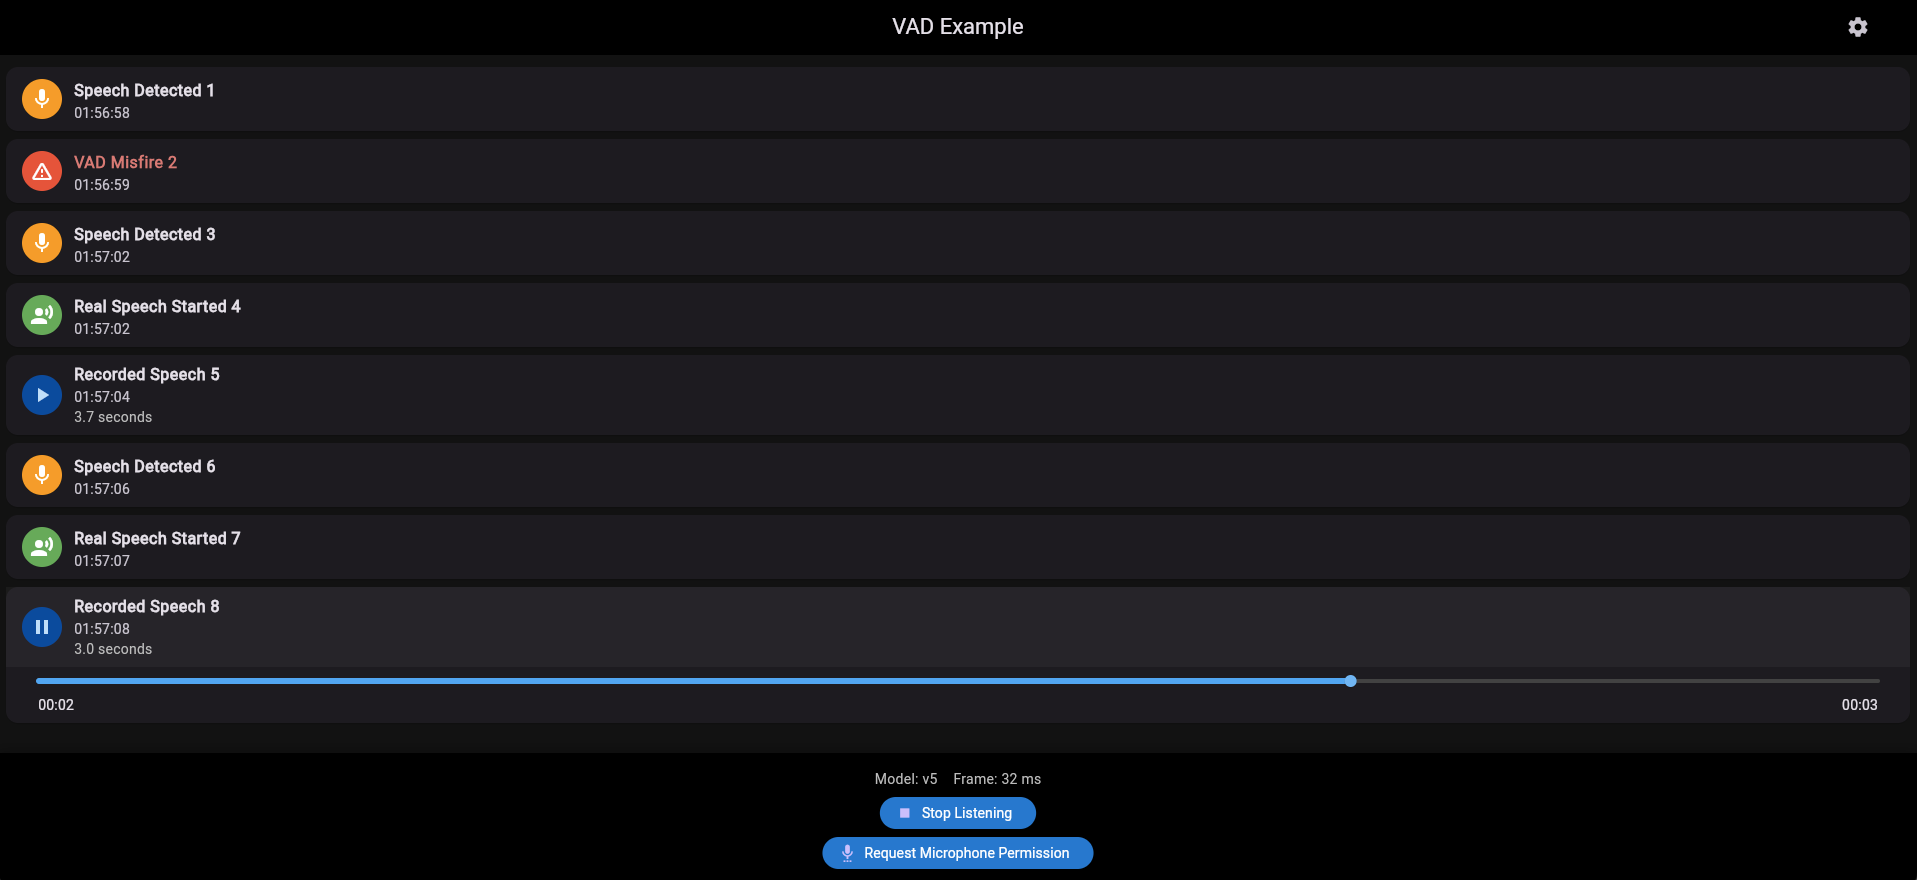 VAD Example
Speech Detected 1
01:56:58
VAD Misfire 2
01:56:59
Speech Detected 3
01:57:02
Real Speech Started 4
01:57:02
Recorded Speech 5
01:57:04
3.7 seconds
Speech Detected 6
01:57:06
Real Speech Started 7
01:57:07
Recorded Speech 8
01:57:08
3.0 seconds
00:02 00:03
Model: v5 Frame: 32 ms
Stop Listening
Request Microphone Permission